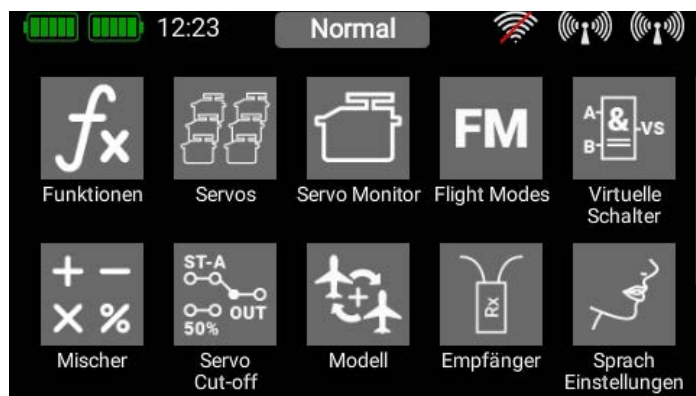 12:23 Normal
fx FM A- & -VS
B-
Funktionen Servos Servo Monitor Flight Modes Virtuelle
Schalter
+ − ST-A
× % 50% OUT Rx
Mischer Servo Modell Empfänger Sprach
Cut-off Einstellungen